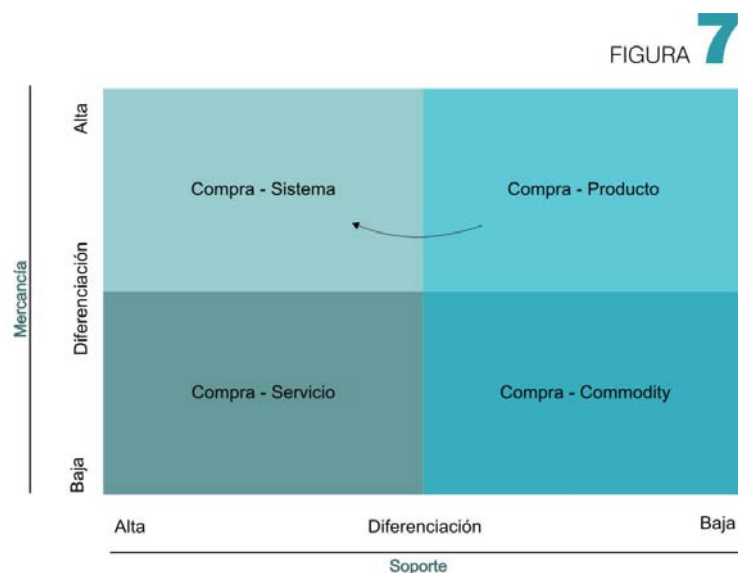 FIGURA 7
Alta
Compra - Sistema
Compra - Producto
Diferenciación
Mercancía
Compra - Servicio
Compra - Commodity
Baja
Alta
Diferenciación
Baja
Soporte